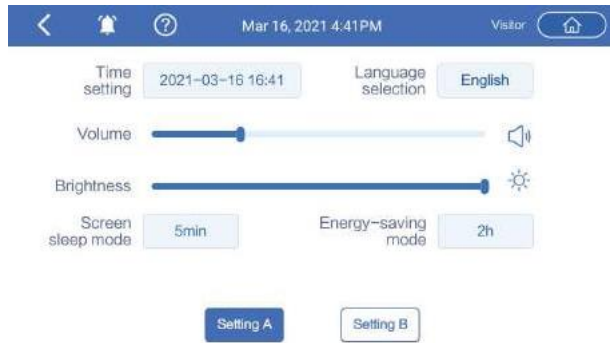 Mar 16, 2021 4:41PM
Visitor
Time setting
2021-03-16 16:41
Language selection
English
Volume
Brightness
Screen sleep mode
5min
Energy-saving mode
2h
Setting A
Setting B